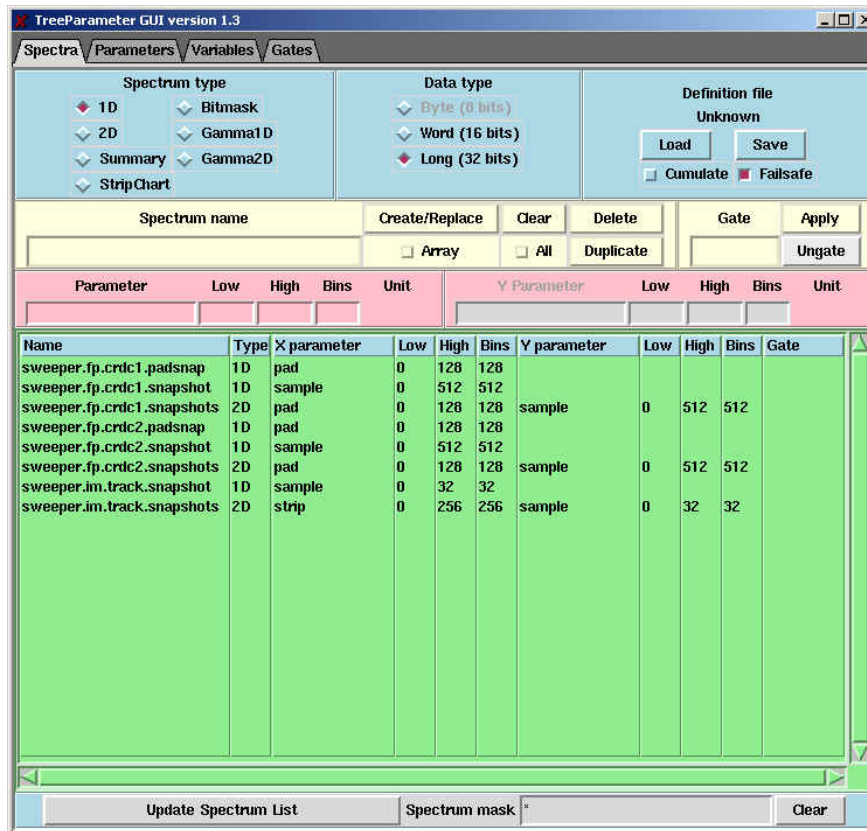 TreeParameter GUI version 1.3
Spectra Parameters Variables Gates
Spectrum type
1D Bitmask
2D Gamma1D
Summary Gamma2D
StripChart
Data type
Byte (8 bits)
Word (16 bits)
Long (32 bits)
Definition file
Unknown
Load Save
Cumulate Failsafe
Spectrum name Create/Replace Clear Delete Gate Apply
Array All Duplicate Ungate
Parameter Low High Bins Unit Y Parameter Low High Bins Unit
Name Type X parameter Low High Bins Y parameter Low High Bins Gate
sweeper.fp.crdc1.padsnap 1D pad 0 128 128
sweeper.fp.crdc1.snapshot 1D sample 0 512 512
sweeper.fp.crdc1.snapshots 2D pad 0 128 128 sample 0 512 512
sweeper.fp.crdc2.padsnap 1D pad 0 128 128
sweeper.fp.crdc2.snapshot 1D sample 0 512 512
sweeper.fp.crdc2.snapshots 2D pad 0 128 128 sample 0 512 512
sweeper.im.track.snapshot 1D sample 0 32 32
sweeper.im.track.snapshots 2D strip 0 256 256 sample 0 32 32
Update Spectrum List Spectrum mask * Clear